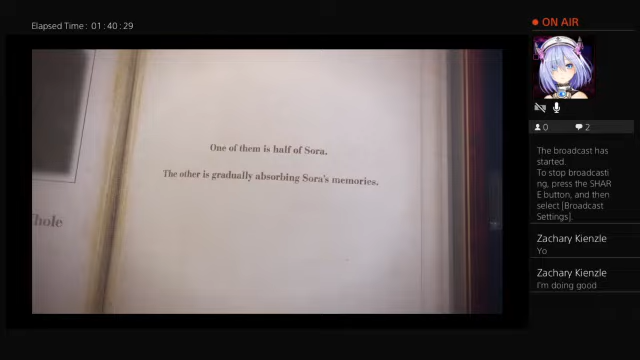 Elapsed Time: 01:40:29
ON AIR
0
2
One of them is half of Sora.
The other is gradually absorbing Sora's memories.
The broadcast has
started.
To stop broadcasti
ng, press the SHAR
E button, and then
select [Broadcast
Settings].
Zachary Kienzle
Yo
Zachary Kienzle
I'm doing good